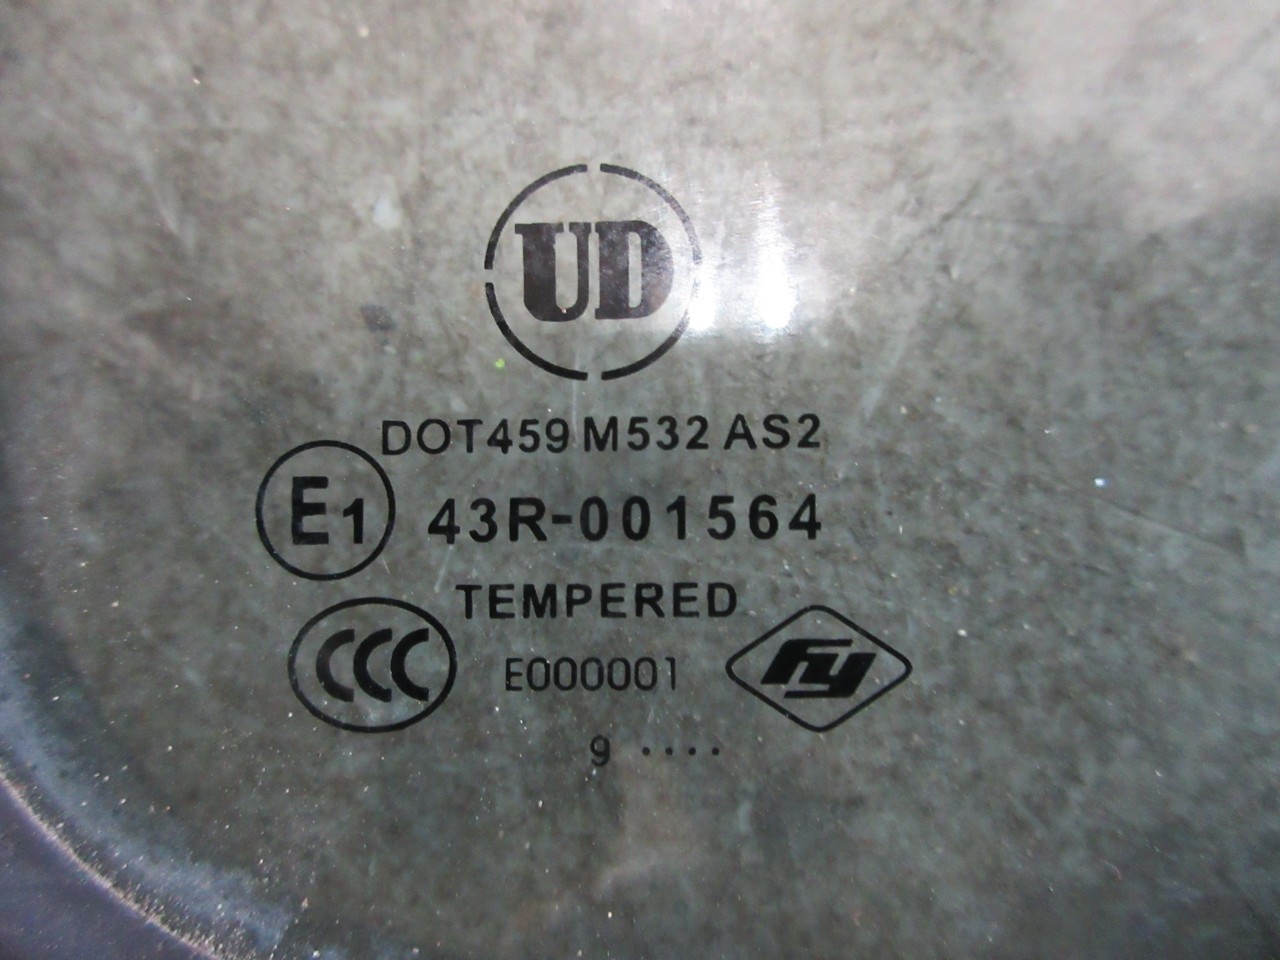 UD
DOT459 M532 AS2
E1 43R-001564
TEMPERED
CCC E000001 FY
9 ....